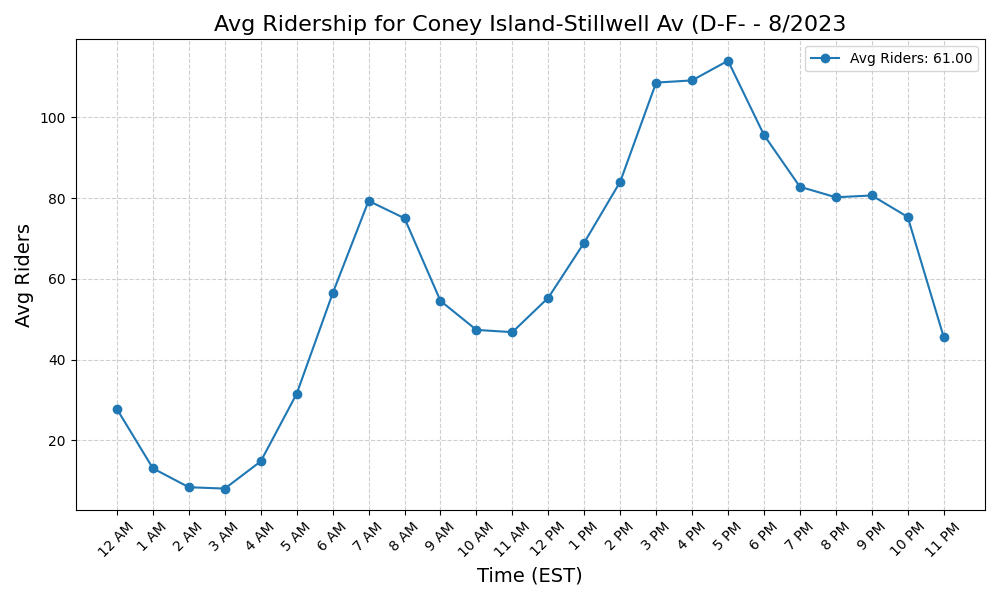 Avg Ridership for Coney Island-Stillwell Av (D-F- - 8/2023
Avg Riders: 61.00
Avg Riders
100
80
60
40
20
12 AM
1 AM
2 AM
3 AM
4 AM
5 AM
6 AM
7 AM
8 AM
9 AM
10 AM
11 AM
12 PM
1 PM
2 PM
3 PM
4 PM
5 PM
6 PM
7 PM
8 PM
9 PM
10 PM
11 PM
Time (EST)